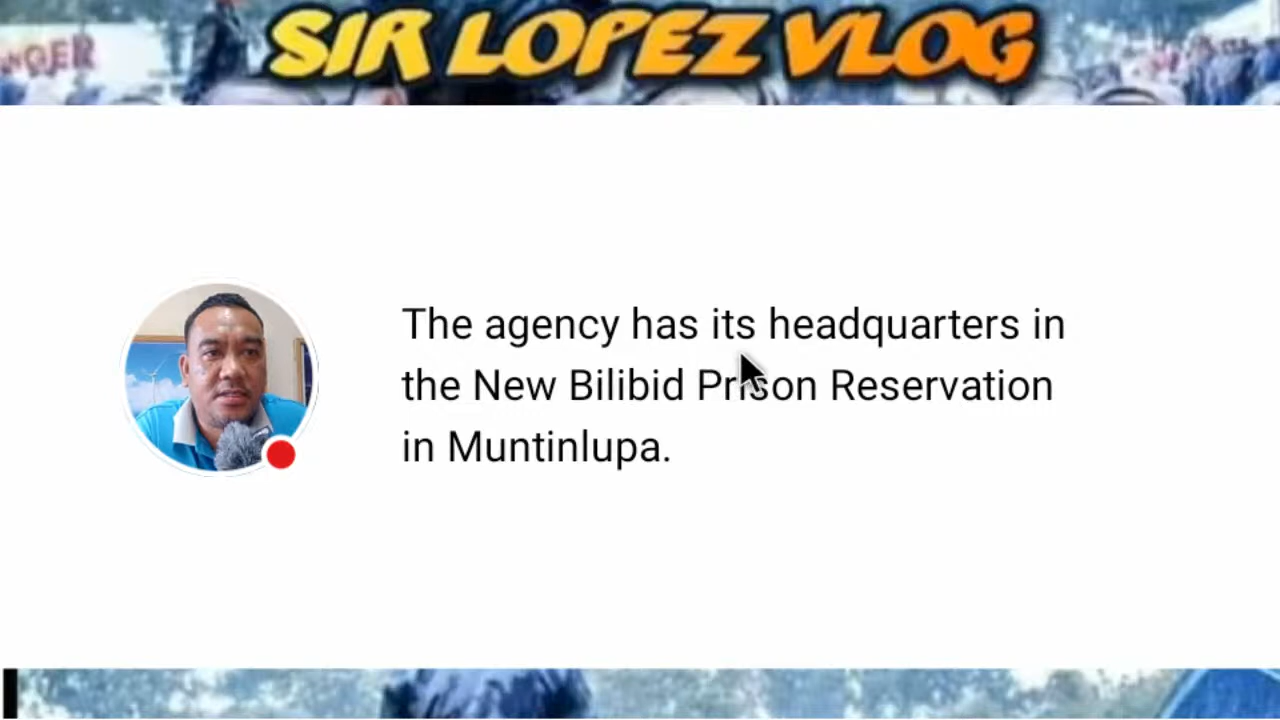 SIR LOPEZ VLOG
The agency has its headquarters in
the New Bilibid Prison Reservation
in Muntinlupa.